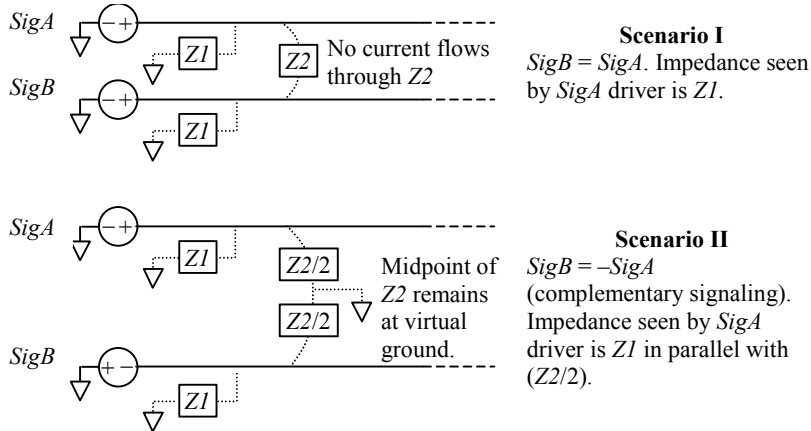 SigA
− +
Z1
Z2
No current flows
through Z2
SigB
− +
Z1
Scenario I
SigB = SigA. Impedance seen
by SigA driver is Z1.
SigA
− +
Z1
Z2/2
Z2/2
Midpoint of
Z2 remains
at virtual
ground.
SigB
+ −
Z1
Scenario II
SigB = –SigA
(complementary signaling).
Impedance seen by SigA
driver is Z1 in parallel with
(Z2/2).